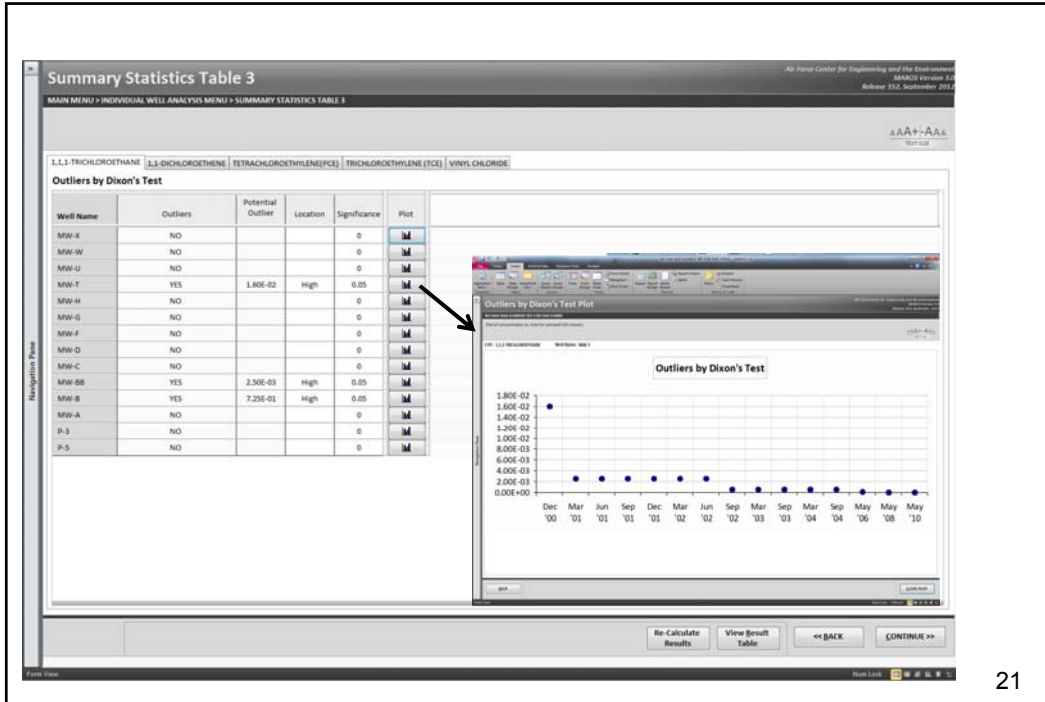 Summary Statistics Table 3
Air Force Center for Engineering and the Environment
MAROS Version 3.0
Release 352, September 2012
MAIN MENU > INDIVIDUAL WELL ANALYSIS MENU > SUMMARY STATISTICS TABLE 3
AAA+-AAA
TEXT SIZE
1,1,1-TRICHLOROETHANE 1,1-DICHLOROETHENE TETRACHLOROETHYLENE(PCE) TRICHLOROETHYLENE (TCE) VINYL CHLORIDE
Outliers by Dixon's Test
Well Name Outliers Potential Outlier Location Significance Plot
MW-X NO 0
MW-W NO 0
MW-U NO 0
MW-T YES 1.60E-02 High 0.05
MW-H NO 0
MW-G NO 0
MW-F NO 0
MW-D NO 0
MW-C NO 0
MW-BB YES 2.50E-03 High 0.05
MW-B YES 7.25E-01 High 0.05
MW-A NO 0
P-3 NO 0
P-5 NO 0
Navigation Pane
Outliers by Dixon's Test Plot
Outliers by Dixon's Test
1.80E-02
1.60E-02
1.40E-02
1.20E-02
1.00E-02
8.00E-03
6.00E-03
4.00E-03
2.00E-03
0.00E+00
Dec Mar Jun Sep Dec Mar Jun Sep Mar Sep Mar Sep May May May
'00 '01 '01 '01 '01 '02 '02 '02 '03 '03 '04 '04 '06 '08 '10
HELP
Re-Calculate Results
View Result Table
<< BACK
CONTINUE >>
Form View
Num Lock
21